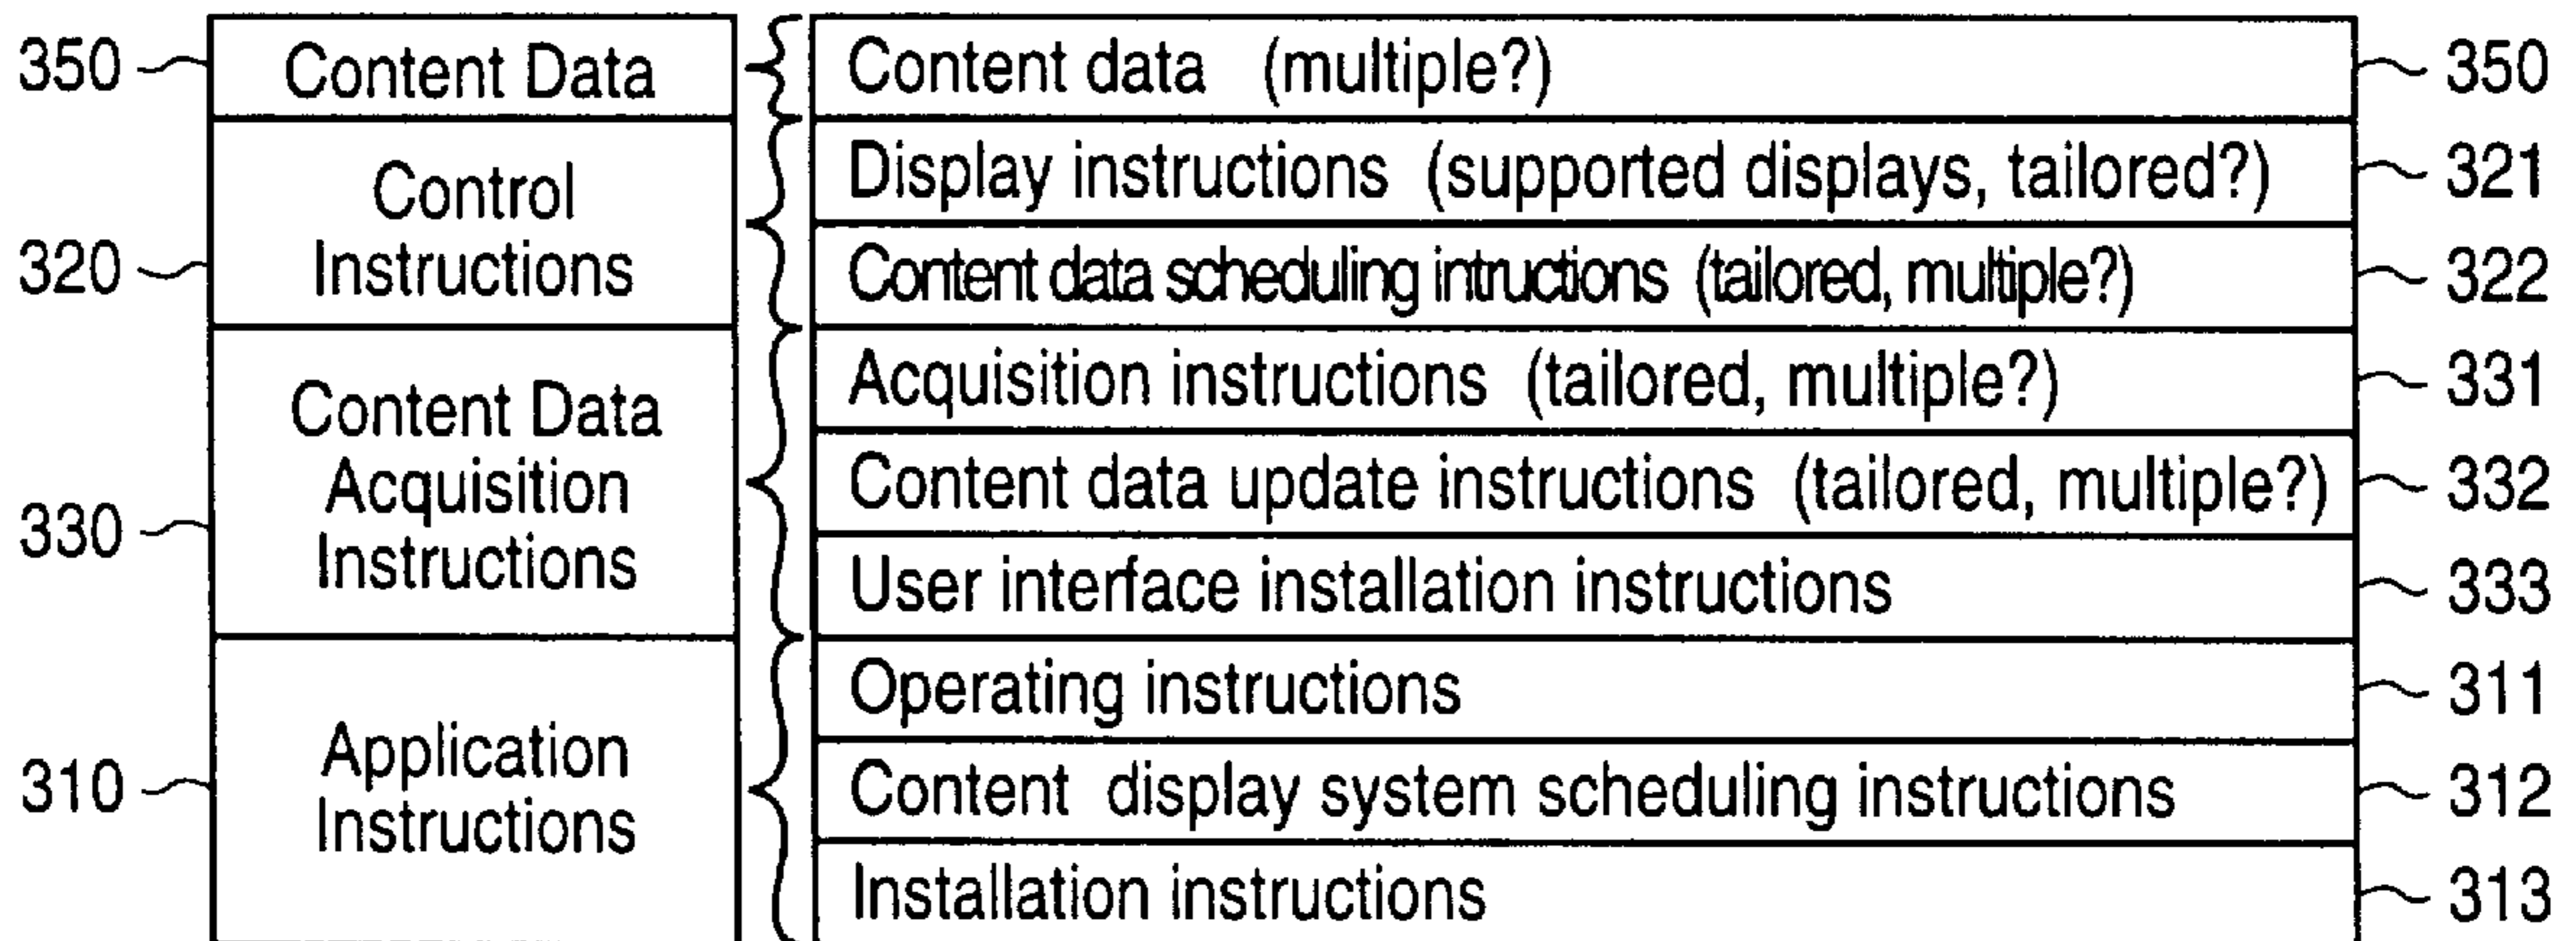 350 Content Data Content data (multiple?) 350
Control
Instructions
320
Display instructions (supported displays, tailored?) 321
Content data scheduling intructions (tailored, multiple?) 322
Content Data
Acquisition
Instructions
330
Acquisition instructions (tailored, multiple?) 331
Content data update instructions (tailored, multiple?) 332
User interface installation instructions 333
Application
Instructions
310
Operating instructions 311
Content display system scheduling instructions 312
Installation instructions 313